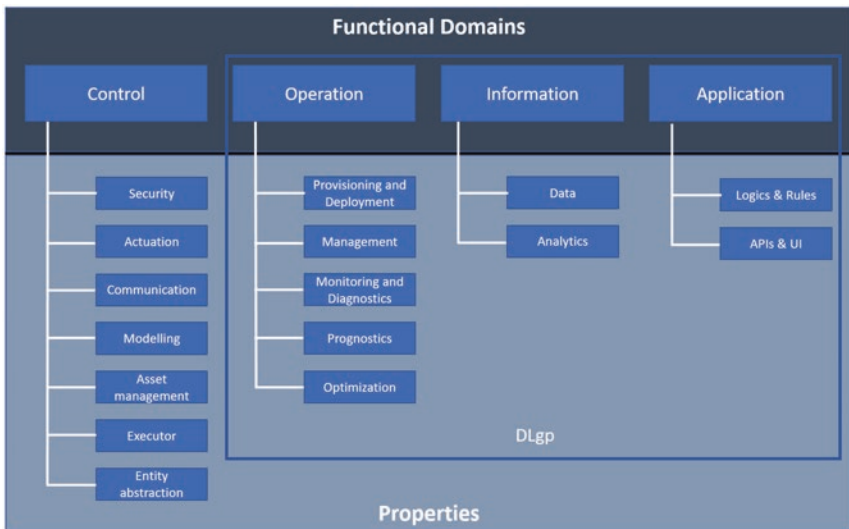 Functional Domains
Control
Operation
Information
Application
Security
Actuation
Communication
Modelling
Asset
management
Executor
Entity
abstraction
Provisioning and
Deployment
Management
Monitoring and
Diagnostics
Prognostics
Optimization
Data
Analytics
Logics & Rules
APIs & UI
DLgp
Properties